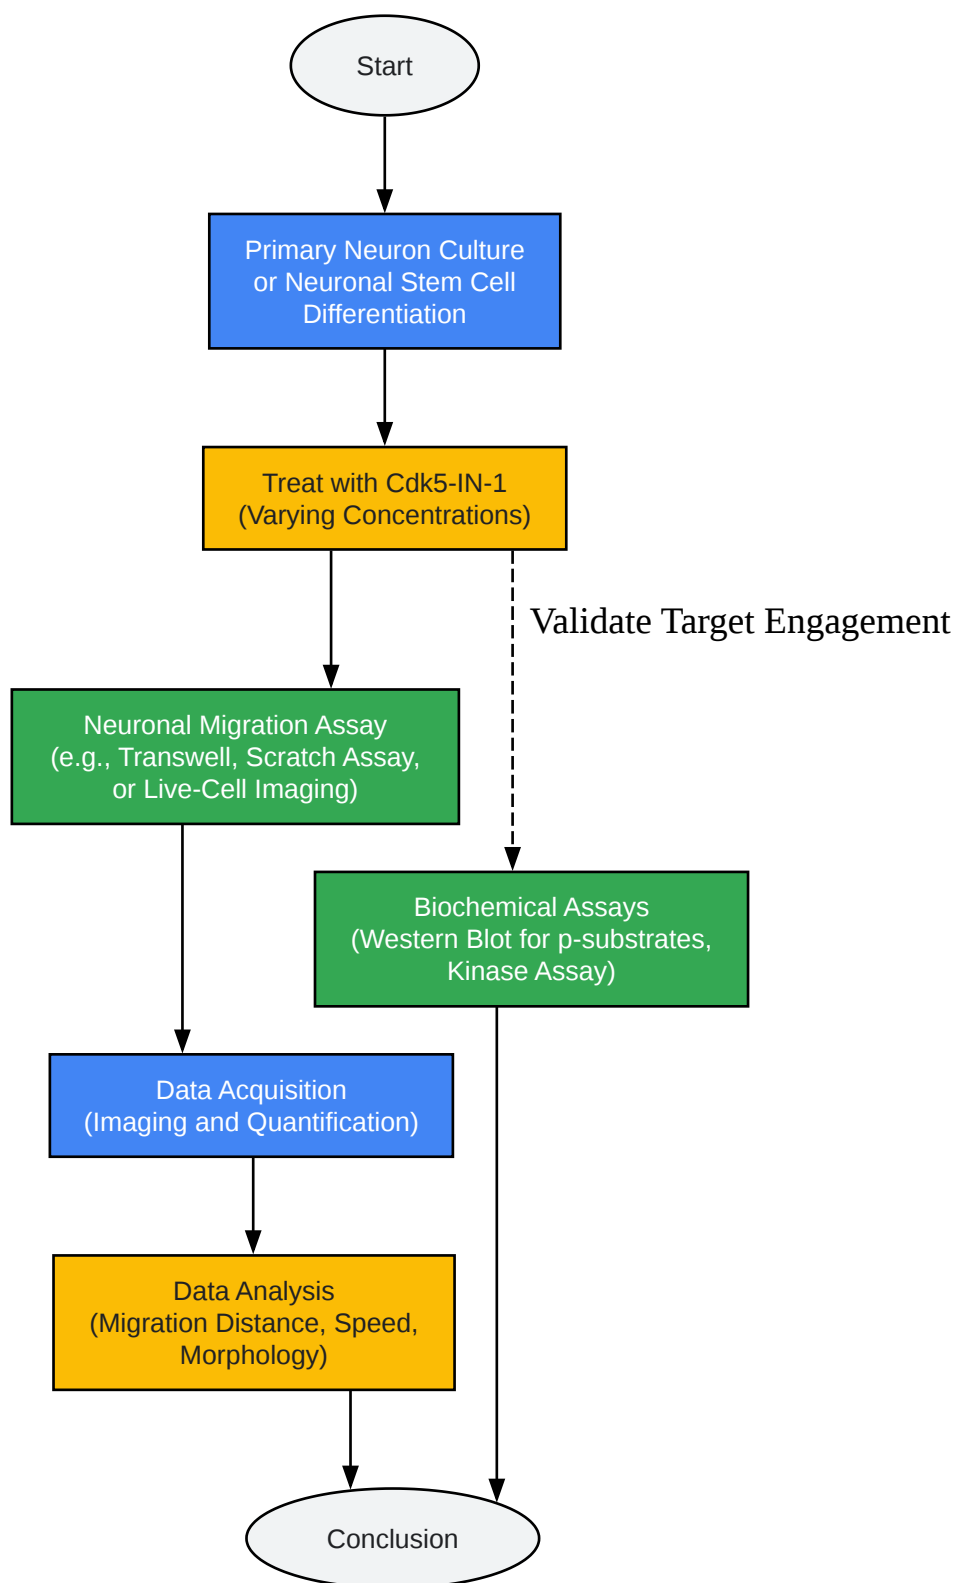 Start
Primary Neuron Culture
or Neuronal Stem Cell
Differentiation
Treat with Cdk5-IN-1
(Varying Concentrations)
Validate Target Engagement
Neuronal Migration Assay
(e.g., Transwell, Scratch Assay,
or Live-Cell Imaging)
Biochemical Assays
(Western Blot for p-substrates,
Kinase Assay)
Data Acquisition
(Imaging and Quantification)
Data Analysis
(Migration Distance, Speed,
Morphology)
Conclusion